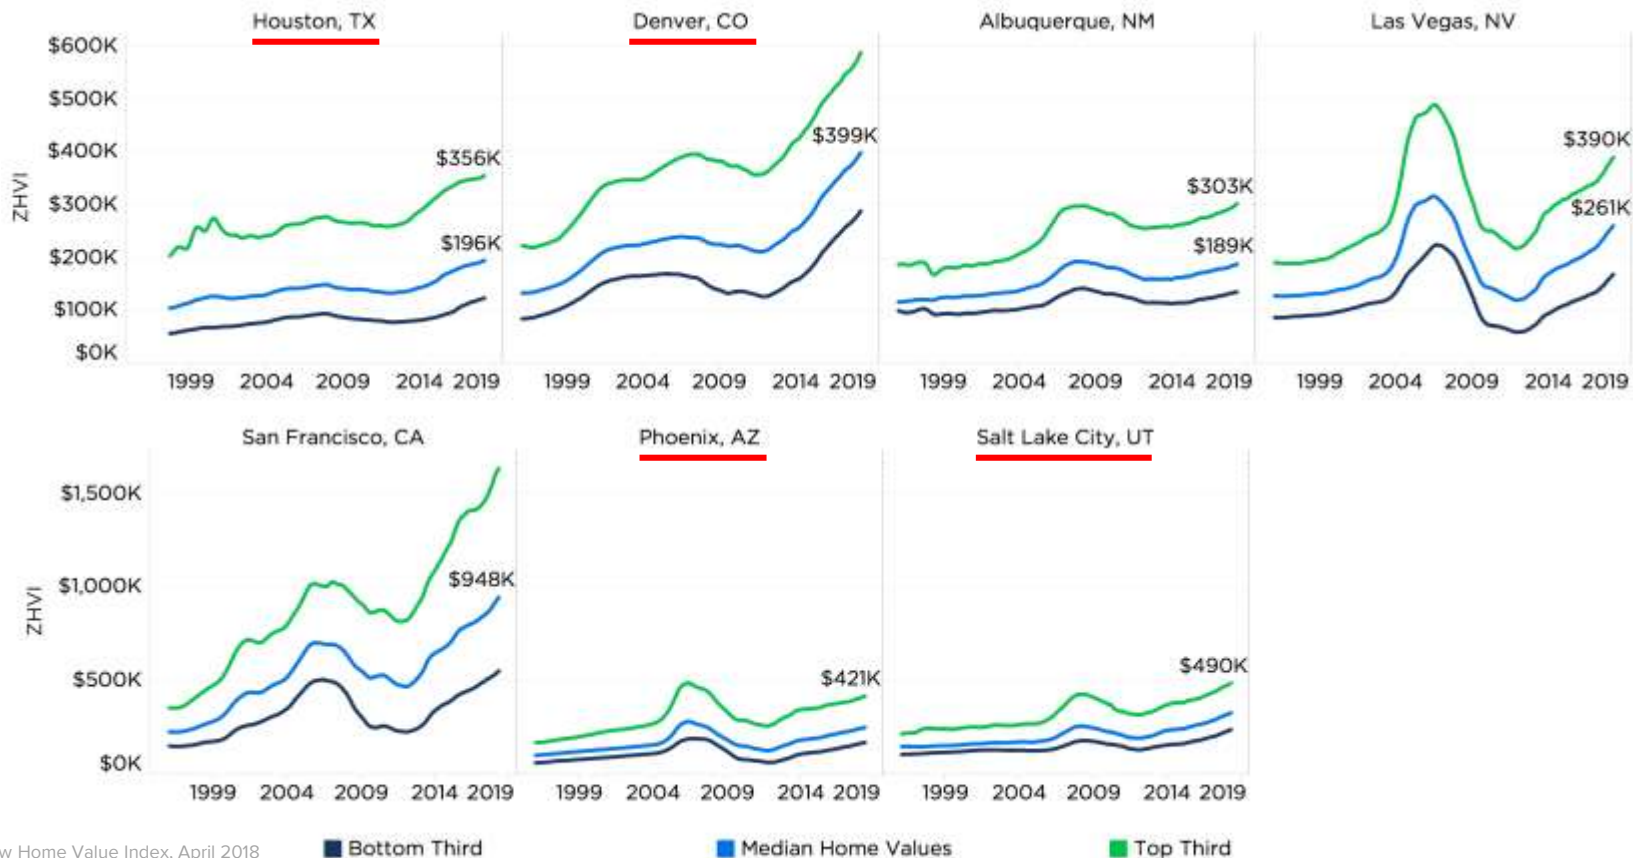 Houston, TX Denver, CO Albuquerque, NM Las Vegas, NV
$600K
$500K
$400K
$300K
$200K
$100K
$0K
ZHVI
$356K
$196K
$399K
$303K
$189K
$390K
$261K
1999 2004 2009 2014 2019 1999 2004 2009 2014 2019 1999 2004 2009 2014 2019 1999 2004 2009 2014 2019
San Francisco, CA Phoenix, AZ Salt Lake City, UT
$1,500K
$1,000K
$500K
$0K
ZHVI
$948K
$421K
$490K
1999 2004 2009 2014 2019 1999 2004 2009 2014 2019 1999 2004 2009 2014 2019
w Home Value Index, April 2018
Bottom Third Median Home Values Top Third